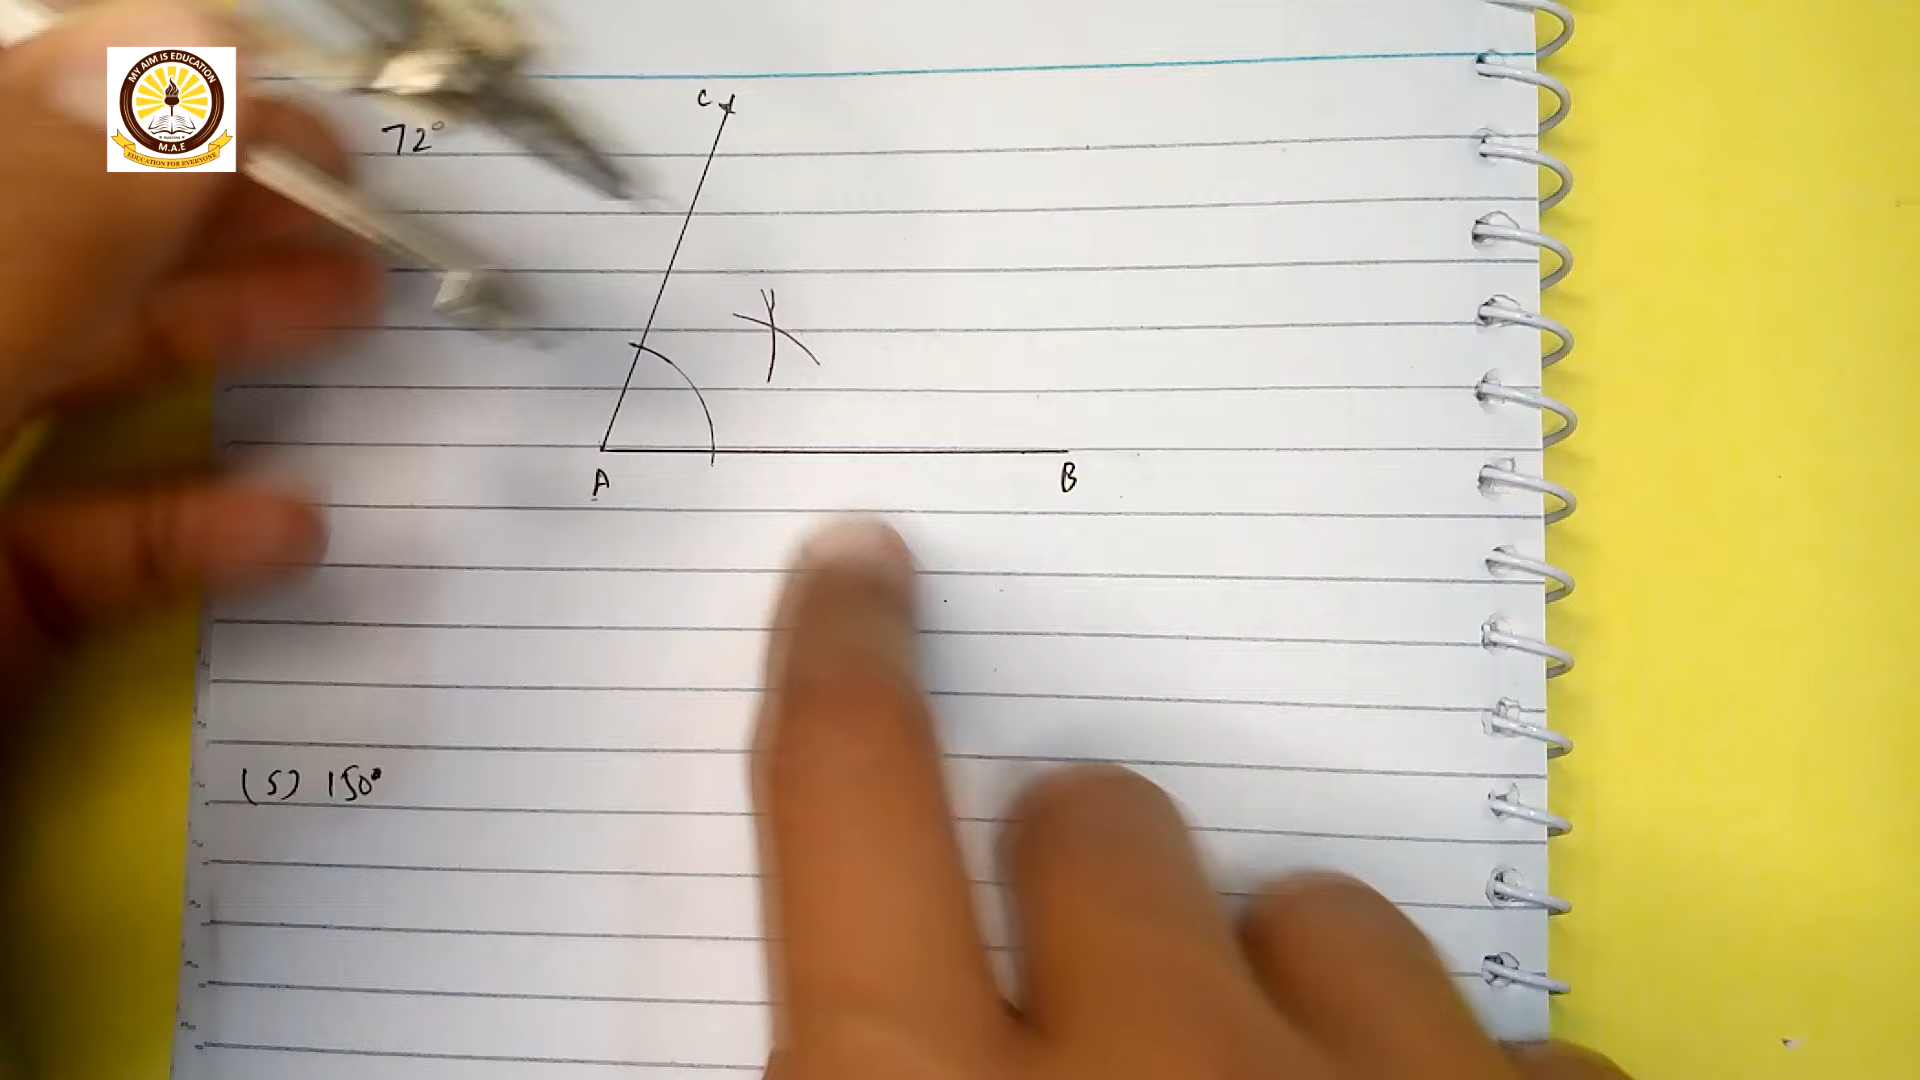 MY AIM IS EDUCATION
M.A.E
EDUCATION FOR EVERYONE
C
72°
A
B
(5) 150°